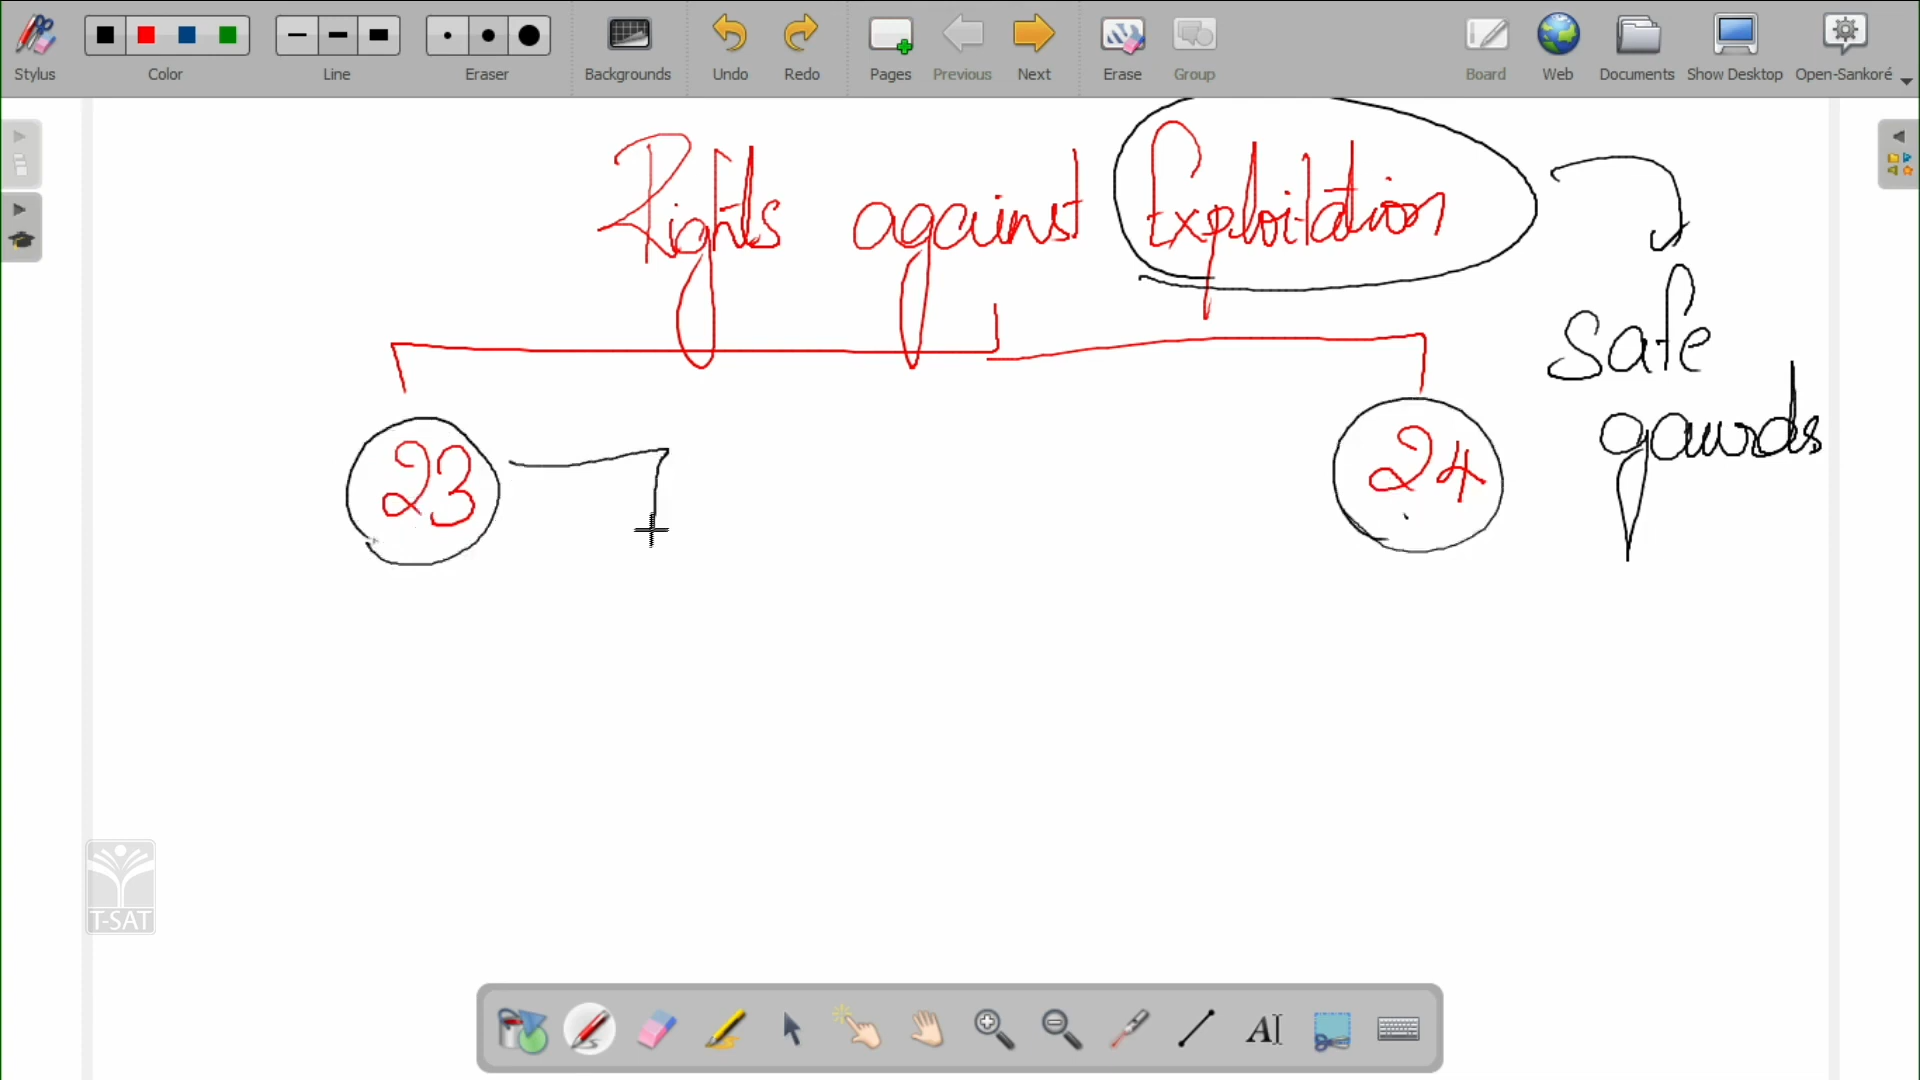 Stylus Color Line Eraser Backgrounds Undo Redo Pages Previous Next Erase Group Board Web Documents Show Desktop Open-Sankoré
Rights against Exploitation
safe
gaurds
23
24
T-SAT